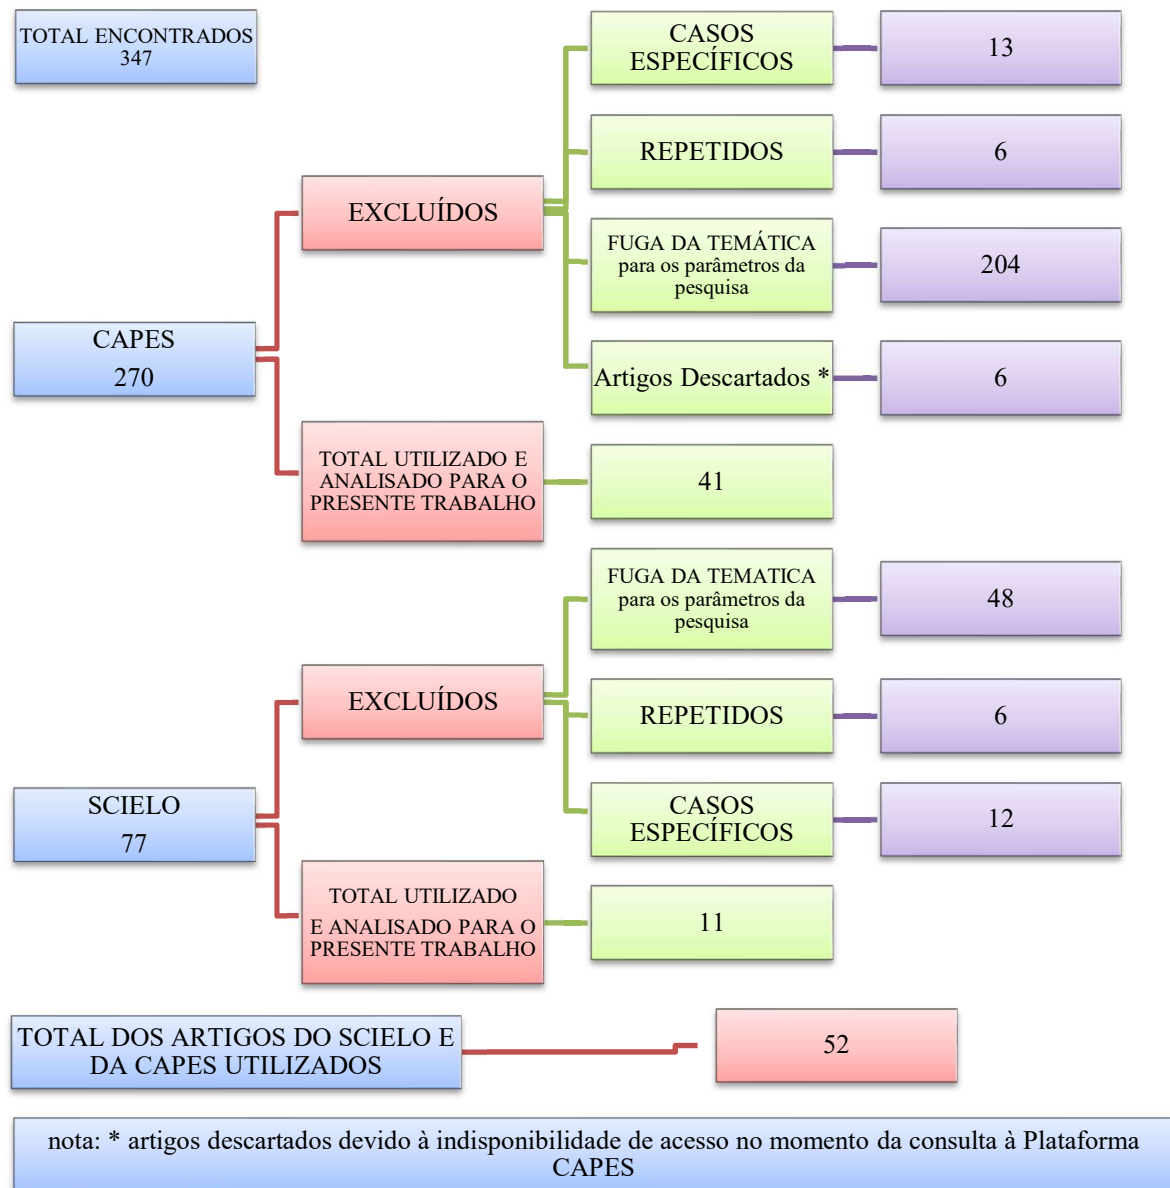 TOTAL ENCONTRADOS
347
CAPES
270
EXCLUÍDOS
CASOS
ESPECÍFICOS
13
REPETIDOS
6
FUGA DA TEMÁTICA
para os parâmetros da
pesquisa
204
Artigos Descartados *
6
TOTAL UTILIZADO E
ANALISADO PARA O
PRESENTE TRABALHO
41
SCIELO
77
EXCLUÍDOS
FUGA DA TEMATICA
para os parâmetros da
pesquisa
48
REPETIDOS
6
CASOS
ESPECÍFICOS
12
TOTAL UTILIZADO
E ANALISADO PARA O
PRESENTE TRABALHO
11
TOTAL DOS ARTIGOS DO SCIELO E
DA CAPES UTILIZADOS
52
nota: * artigos descartados devido à indisponibilidade de acesso no momento da consulta à Plataforma
CAPES